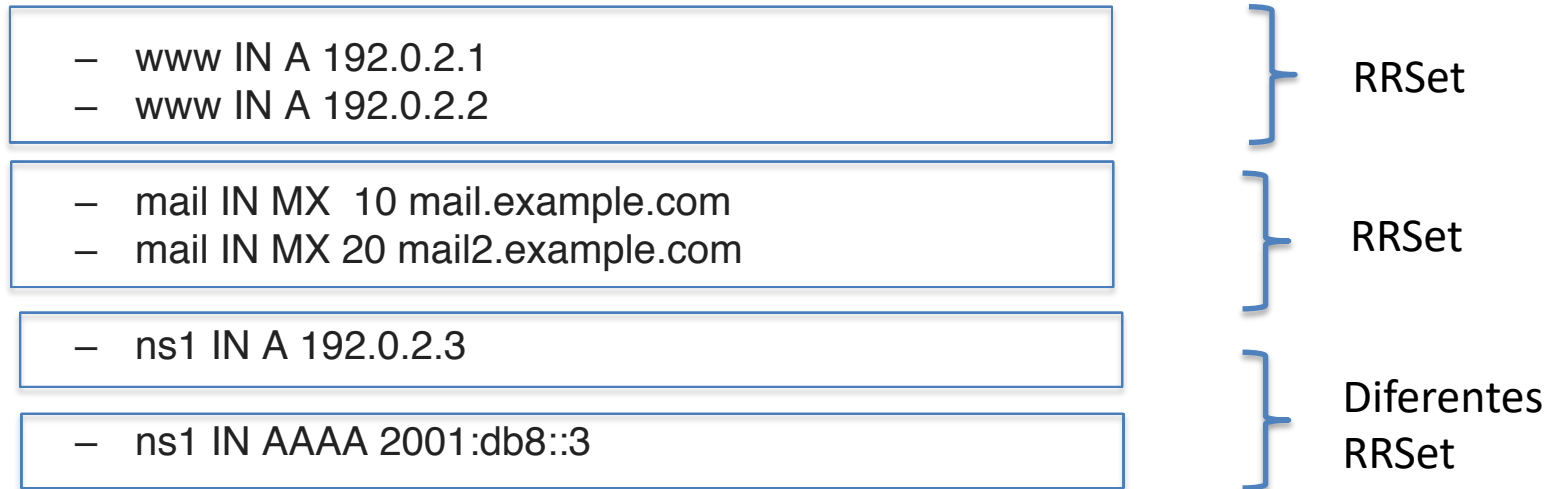 – www IN A 192.0.2.1
– www IN A 192.0.2.2
RRSet
– mail IN MX  10 mail.example.com
– mail IN MX 20 mail2.example.com
RRSet
– ns1 IN A 192.0.2.3
– ns1 IN AAAA 2001:db8::3
Diferentes
RRSet